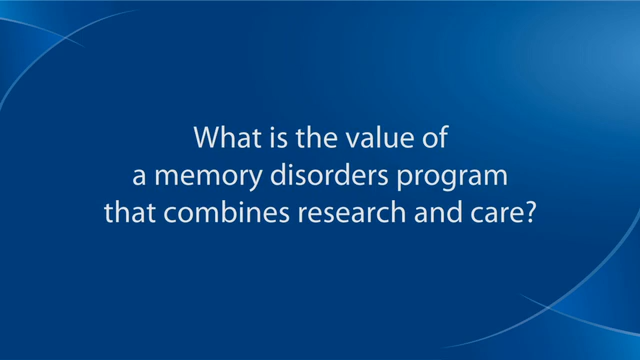 What is the value of
a memory disorders program
that combines research and care?